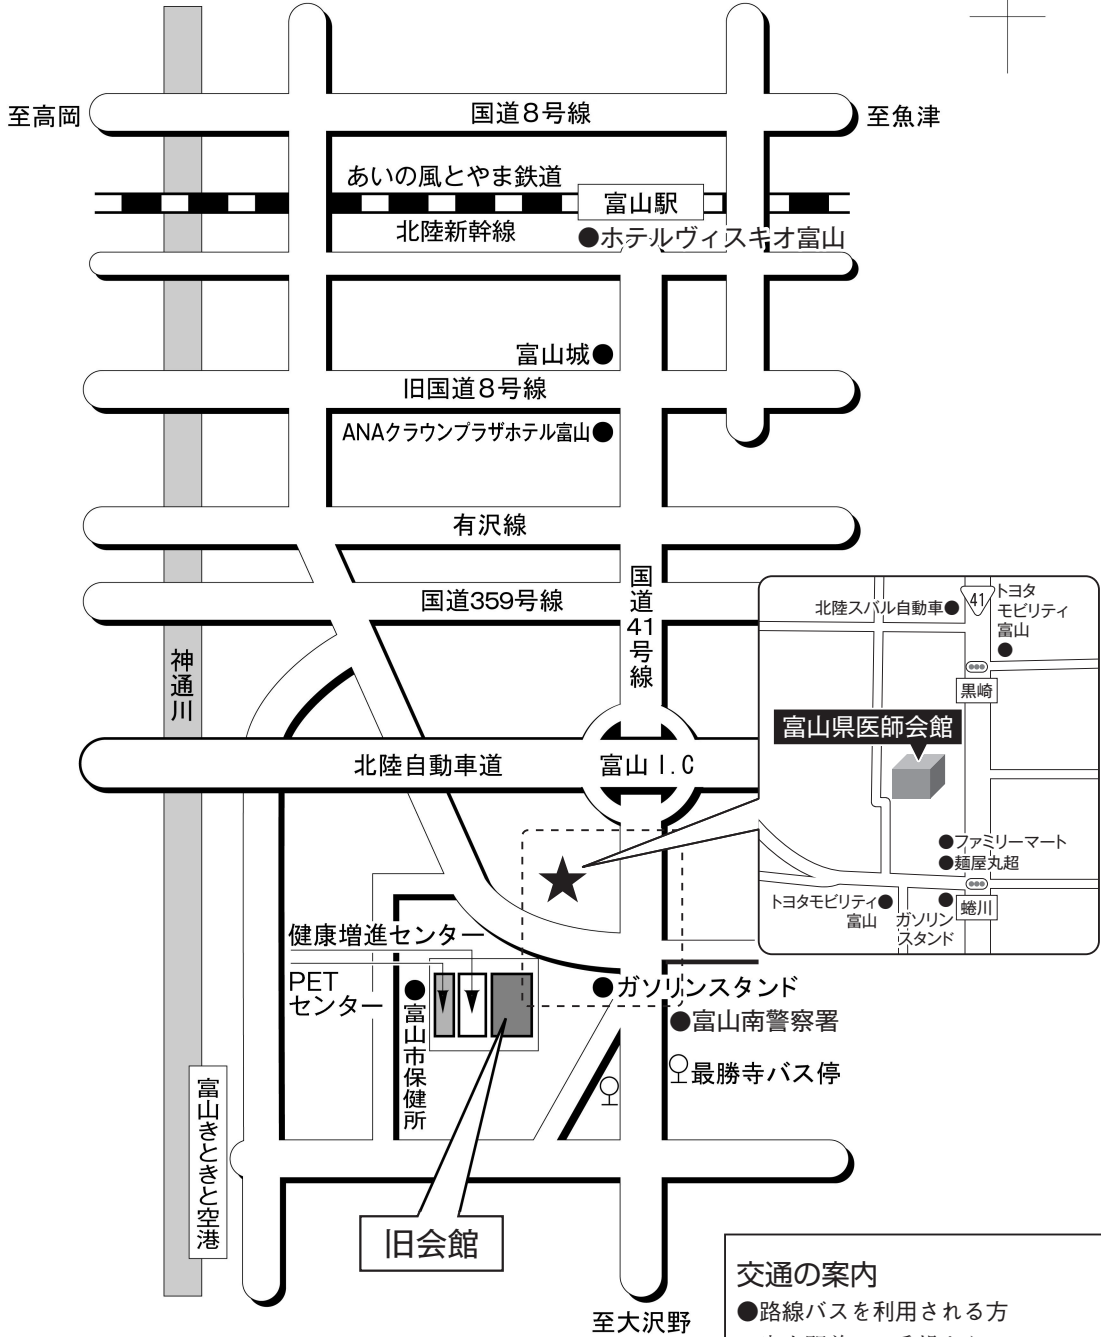 至高岡
国道8号線
至魚津
あいの風とやま鉄道
富山駅
北陸新幹線
●ホテルヴィスキオ富山
富山城●
旧国道8号線
ANAクラウンプラザホテル富山●
有沢線
国道359号線
国道41号線
神通川
北陸自動車道
富山 I.C
北陸スバル自動車●
41
トヨタ
モビリティ
富山
●
黒崎
富山県医師会館
●ファミリーマート
●麺屋丸超
トヨタモビリティ●
富山
ガソリン
スタンド
蜷川
健康増進センター
PET
センター
●富山市保健所
●ガソリンスタンド
●富山南警察署
最勝寺バス停
富山きときと空港
旧会館
至大沢野
交通の案内
●路線バスを利用される方